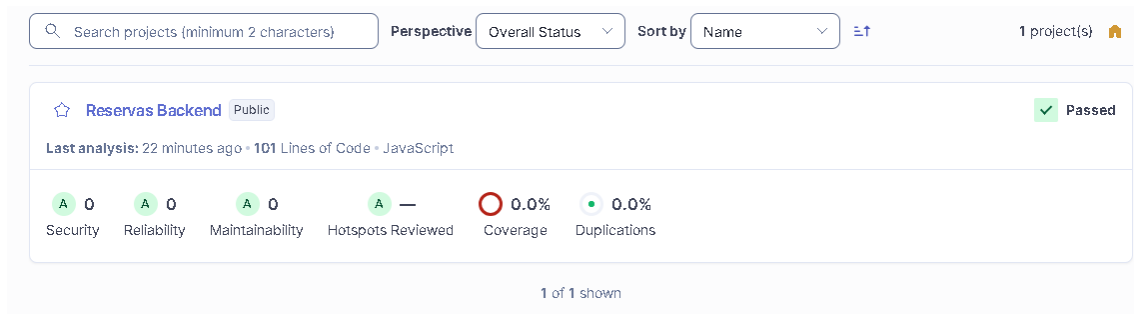 Search projects (minimum 2 characters) Perspective Overall Status Sort by Name 1 project(s)
Reservas Backend Public Passed
Last analysis: 22 minutes ago • 101 Lines of Code • JavaScript
A 0 A 0 A 0 A — 0.0% 0.0%
Security Reliability Maintainability Hotspots Reviewed Coverage Duplications
1 of 1 shown